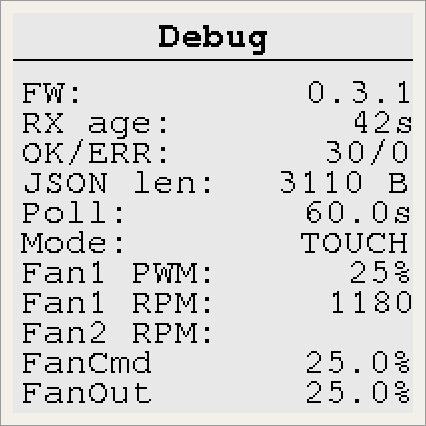 Debug
FW: 0.3.1
RX age: 42s
OK/ERR: 30/0
JSON len: 3110 B
Poll: 60.0s
Mode: TOUCH
Fan1 PWM: 25%
Fan1 RPM: 1180
Fan2 RPM:
FanCmd 25.0%
FanOut 25.0%